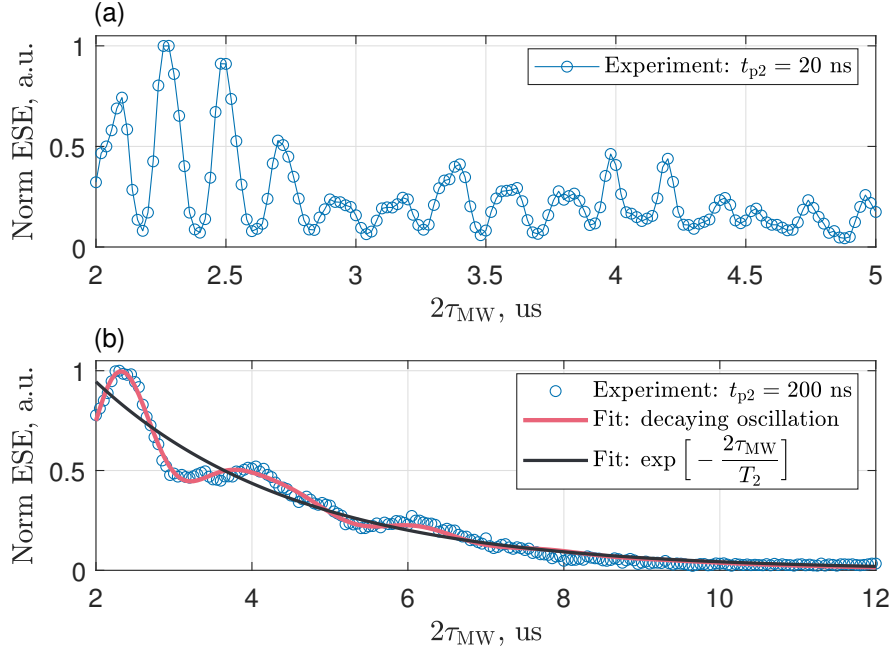 (a)
Norm ESE, a.u.
1
0.5
0
Experiment: t_p2 = 20 ns
2 2.5 3 3.5 4 4.5 5
2τ_MW, us
(b)
Norm ESE, a.u.
1
0.5
0
Experiment: t_p2 = 200 ns
Fit: decaying oscillation
Fit: exp [ − 2τ_MW / T_2 ]
2 4 6 8 10 12
2τ_MW, us